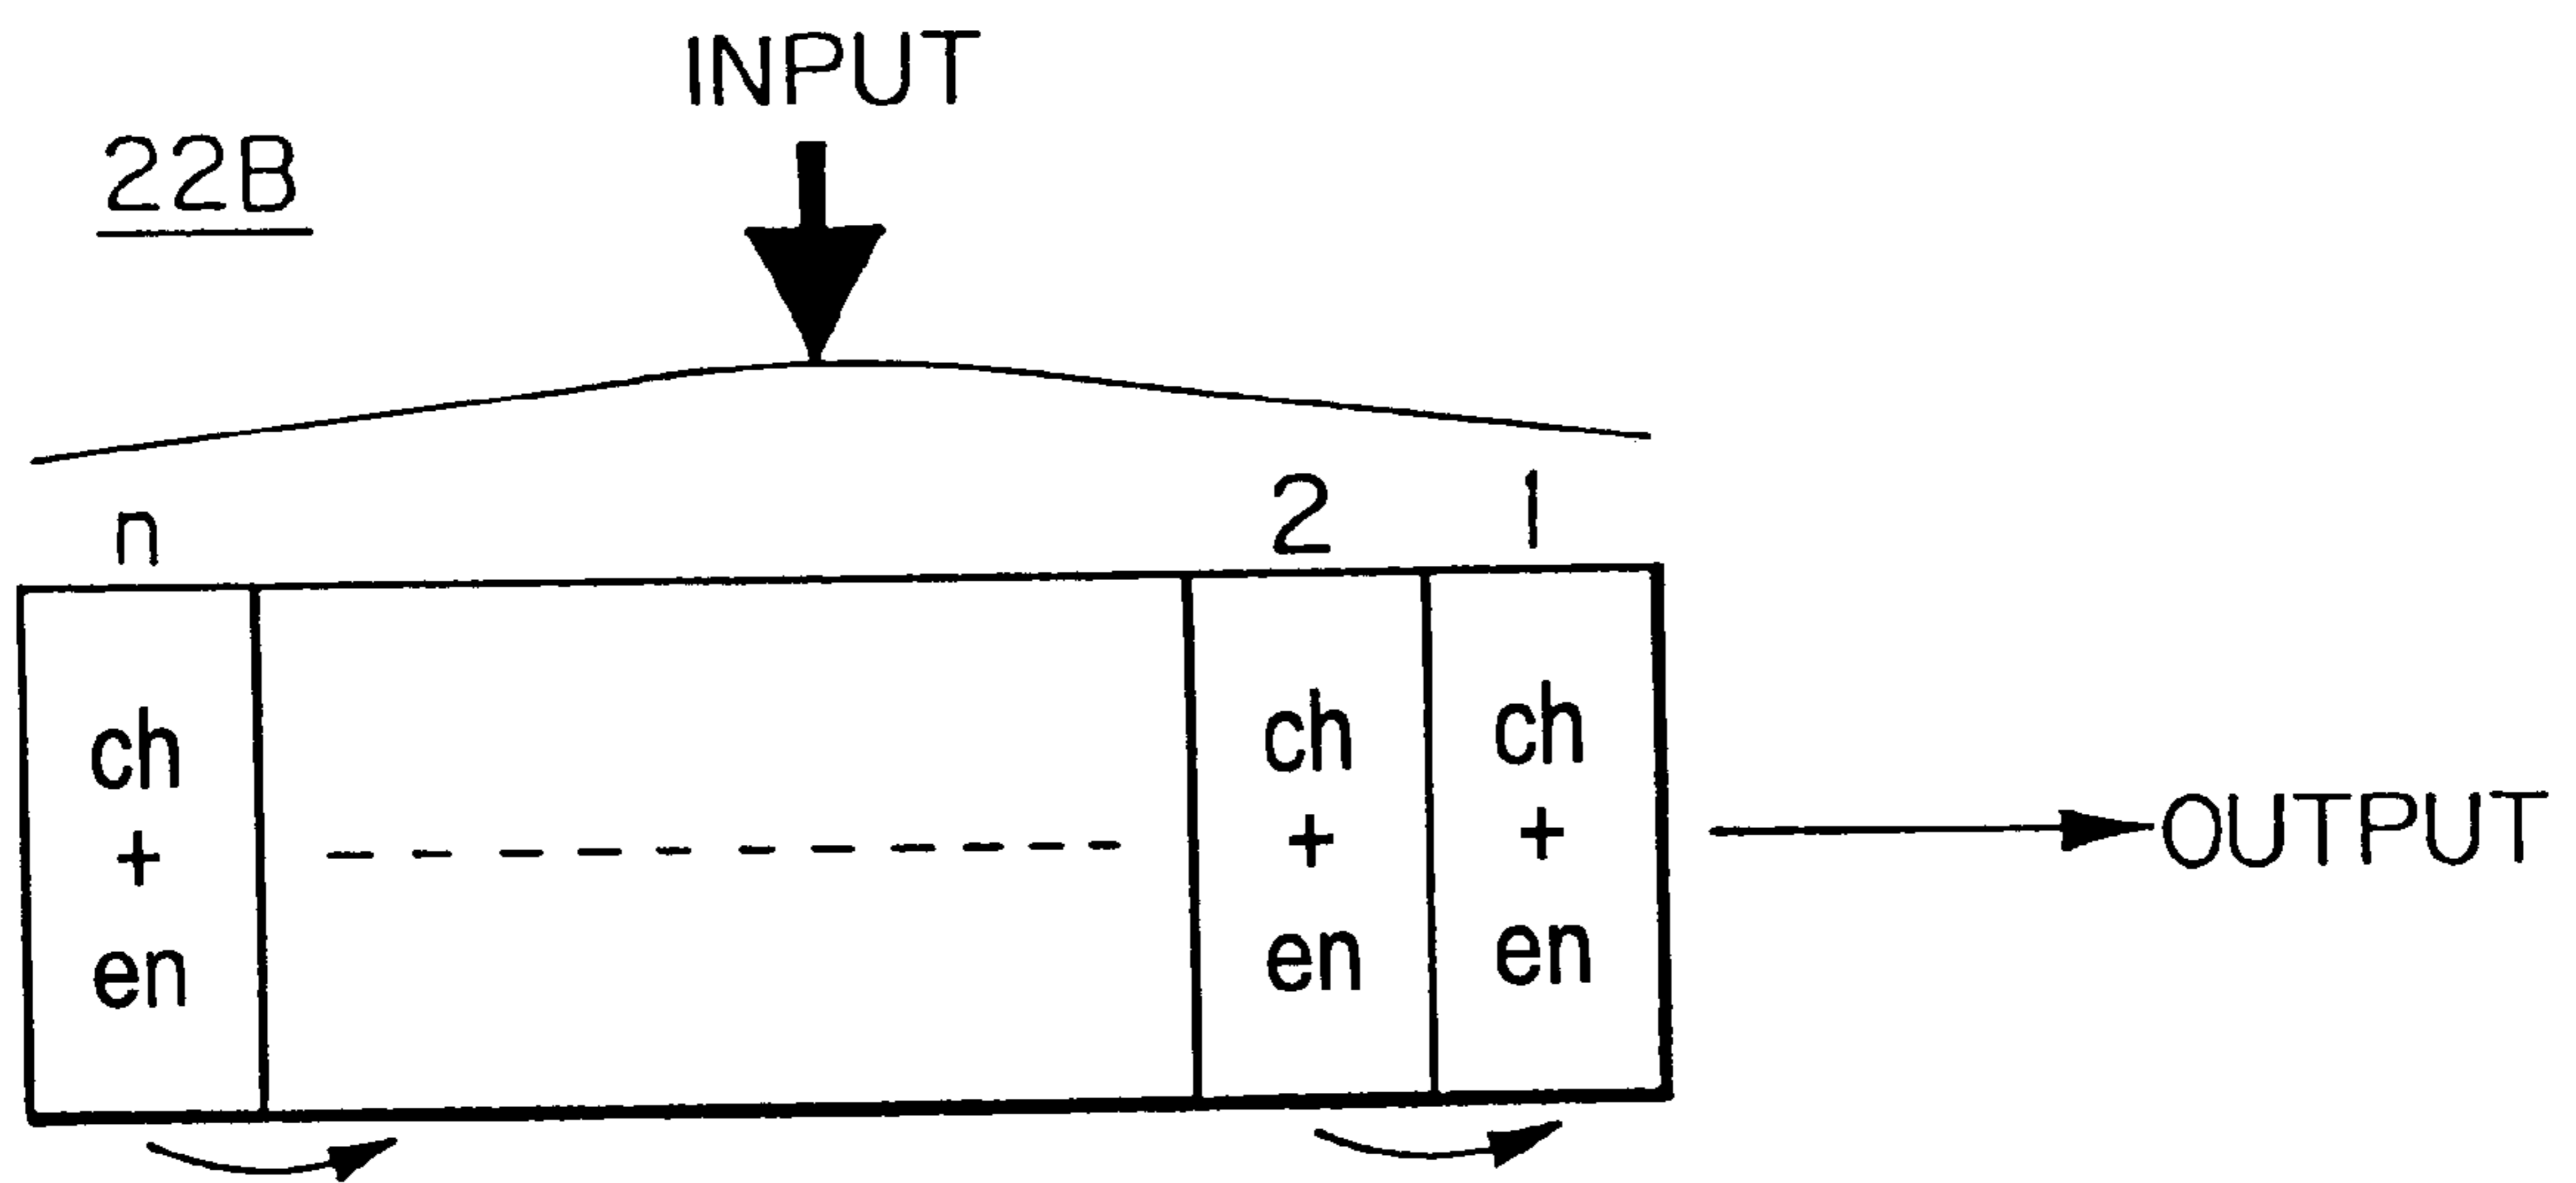 INPUT
22B
n 2 1
ch ch ch
+ + +
en en en
OUTPUT